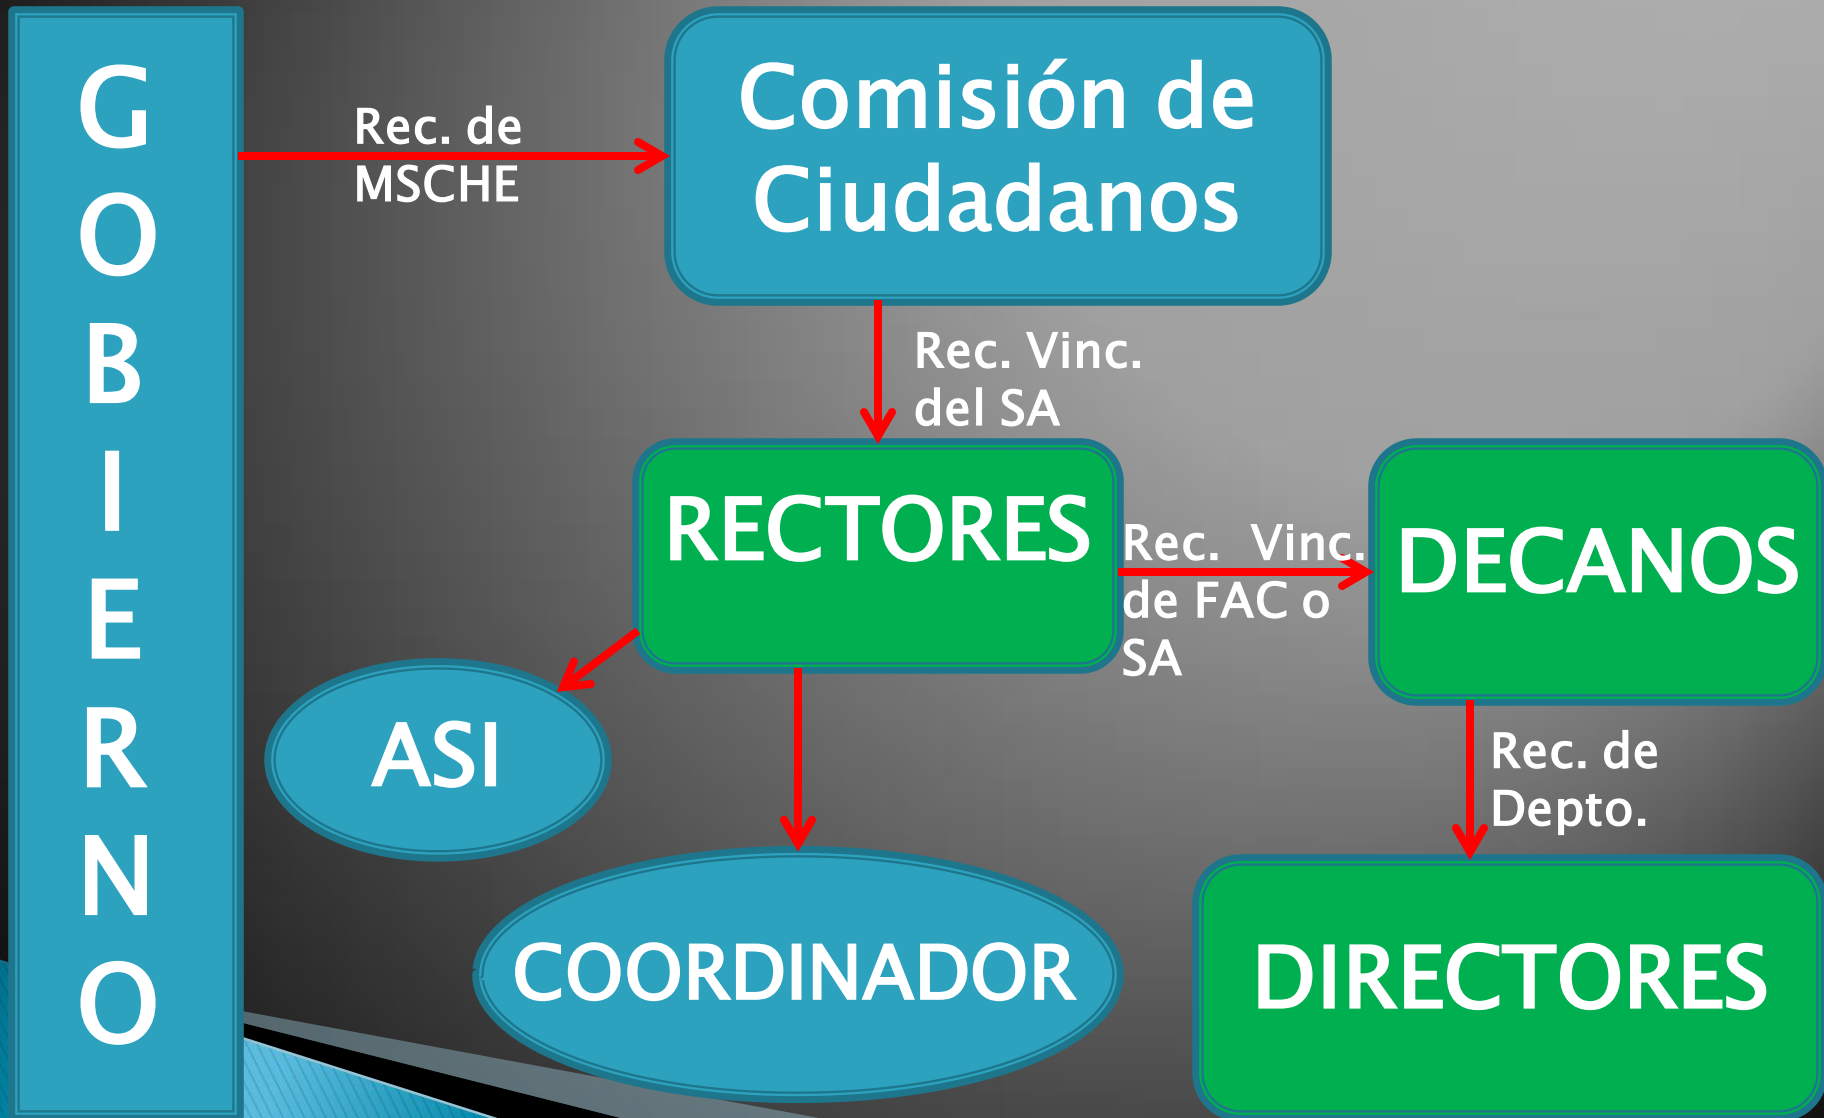 GOBIERNO
Rec. de
MSCHE
Comisión de
Ciudadanos
Rec. Vinc.
del SA
RECTORES
Rec. Vinc.
de FAC o
SA
DECANOS
ASI
Rec. de
Depto.
COORDINADOR
DIRECTORES